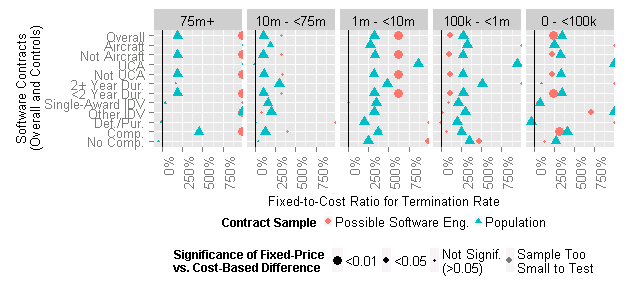 75m+
10m - <75m
1m - <10m
100k - <1m
0 - <100k
Software Contracts
(Overall and Controls)
Overall
Aircraft
Not Aircraft
UCA
Not UCA
2+ Year Dur.
<2 Year Dur.
Single-Award IDV
Other IDV
Def/Pur.
Comp.
No Comp.
0% 250% 500% 750%
0% 250% 500% 750%
0% 250% 500% 750%
0% 250% 500% 750%
0% 250% 500% 750%
Fixed-to-Cost Ratio for Termination Rate
Contract Sample Possible Software Eng. Population
Significance of Fixed-Price
vs. Cost-Based Difference
<0.01
<0.05
Not Signif.
(>0.05)
Sample Too
Small to Test